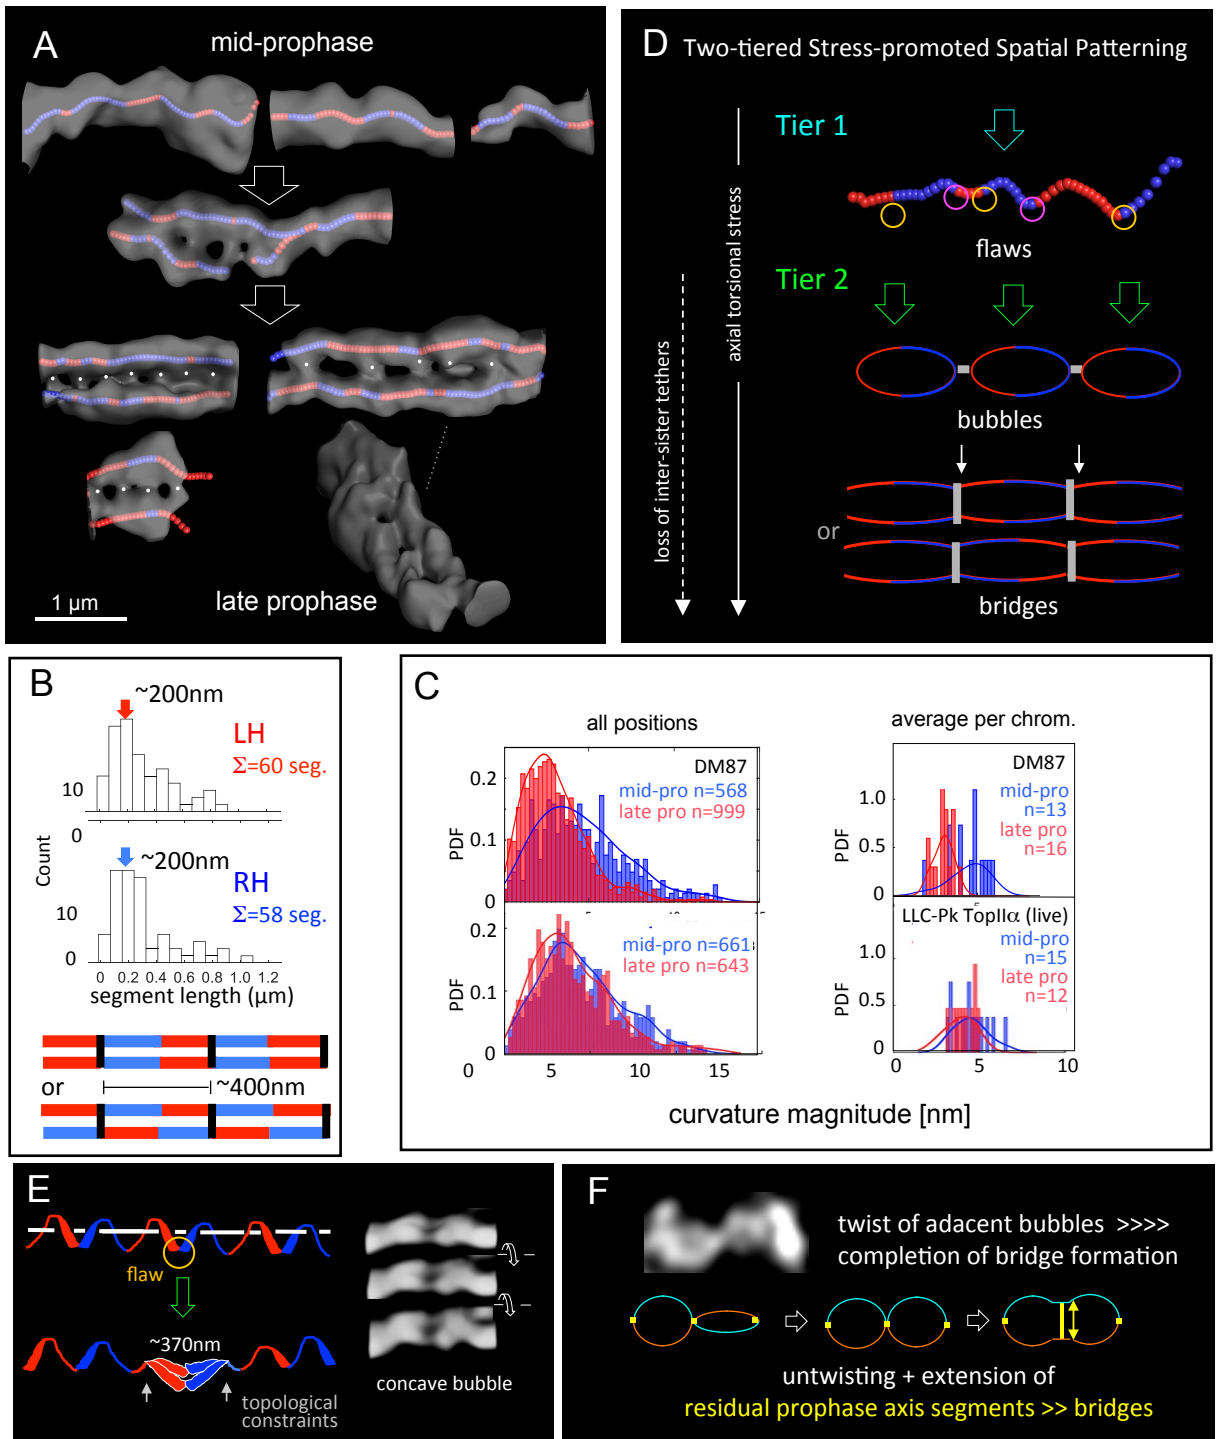 A
mid-prophase
late prophase
1 µm
D
Two-tiered Stress-promoted Spatial Patterning
Tier 1
flaws
Tier 2
axial torsional stress
loss of inter-sister tethers
bubbles
or
bridges
B
~200nm
LH
Σ=60 seg.
10
0
~200nm
RH
Σ=58 seg.
10
0
Count
0 0.2 0.4 0.6 0.8 1.0 1.2
segment length (µm)
or
~400nm
C
all positions
average per chrom.
DM87
mid-pro n=568
late pro n=999
0.2
0.1
0
PDF
5 10 15
mid-pro n=661
late pro n=643
0.2
0.1
0
PDF
0 5 10 15
DM87
mid-pro
n=13
late pro
n=16
1.0
0.5
0
PDF
5
LLC-Pk TopIIα (live)
mid-pro
n=15
late pro
n=12
1.0
0.5
0
PDF
0 5 10
curvature magnitude [nm]
E
flaw
~370nm
topological
constraints
concave bubble
F
twist of adjacent bubbles >>>>
completion of bridge formation
untwisting + extension of
residual prophase axis segments >> bridges